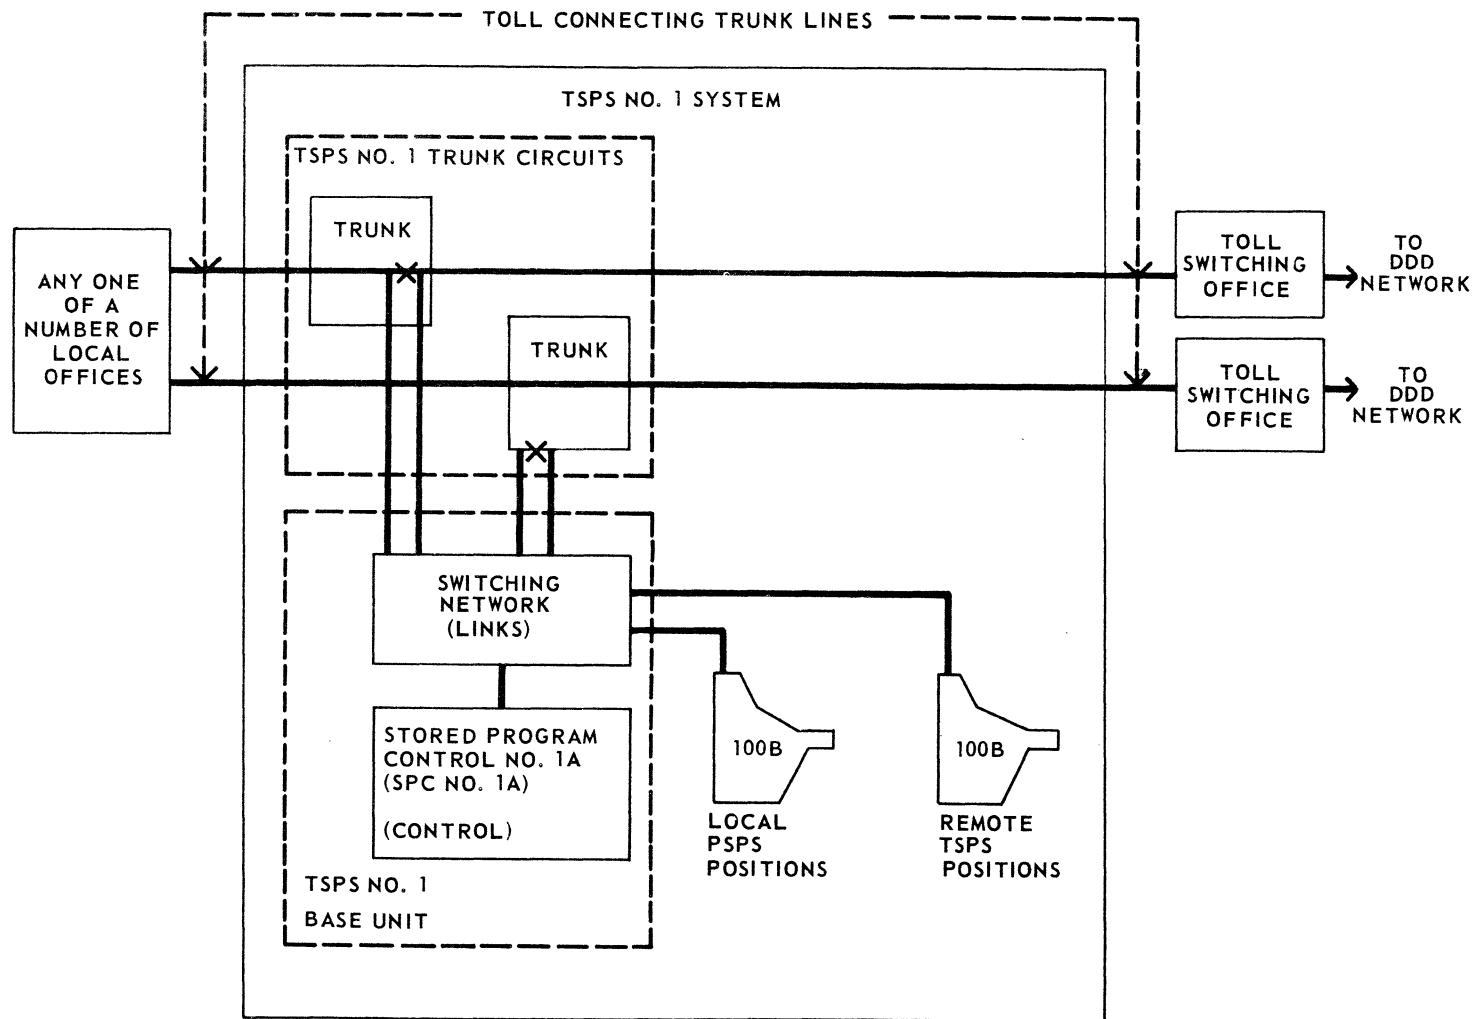 TOLL CONNECTING TRUNK LINES
TSPS NO. 1 SYSTEM
TSPS NO. 1 TRUNK CIRCUITS
TRUNK
TRUNK
ANY ONE
OF A
NUMBER OF
LOCAL
OFFICES
TOLL
SWITCHING
OFFICE
TO
DDD
NETWORK
TOLL
SWITCHING
OFFICE
TO
DDD
NETWORK
SWITCHING
NETWORK
(LINKS)
STORED PROGRAM
CONTROL NO. 1A
(SPC NO. 1A)
(CONTROL)
TSPS NO. 1
BASE UNIT
100B
LOCAL
PSPS
POSITIONS
100B
REMOTE
TSPS
POSITIONS